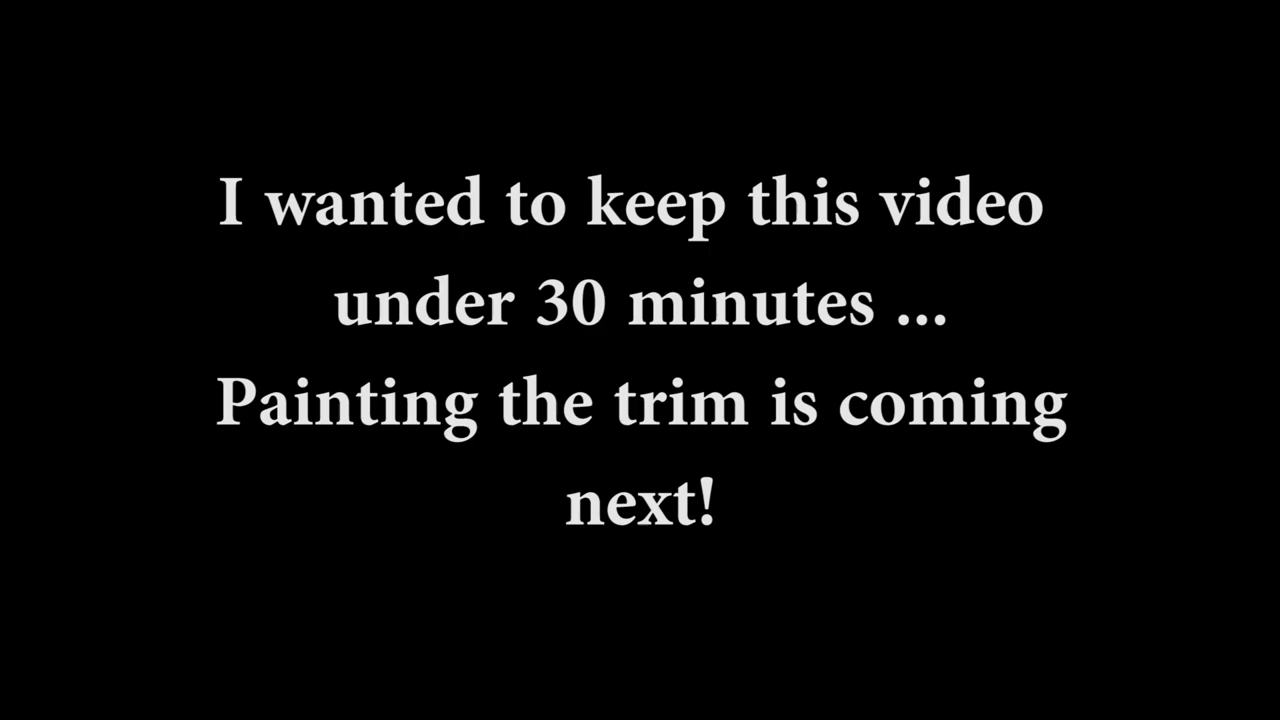 I wanted to keep this video
under 30 minutes ...
Painting the trim is coming
next!